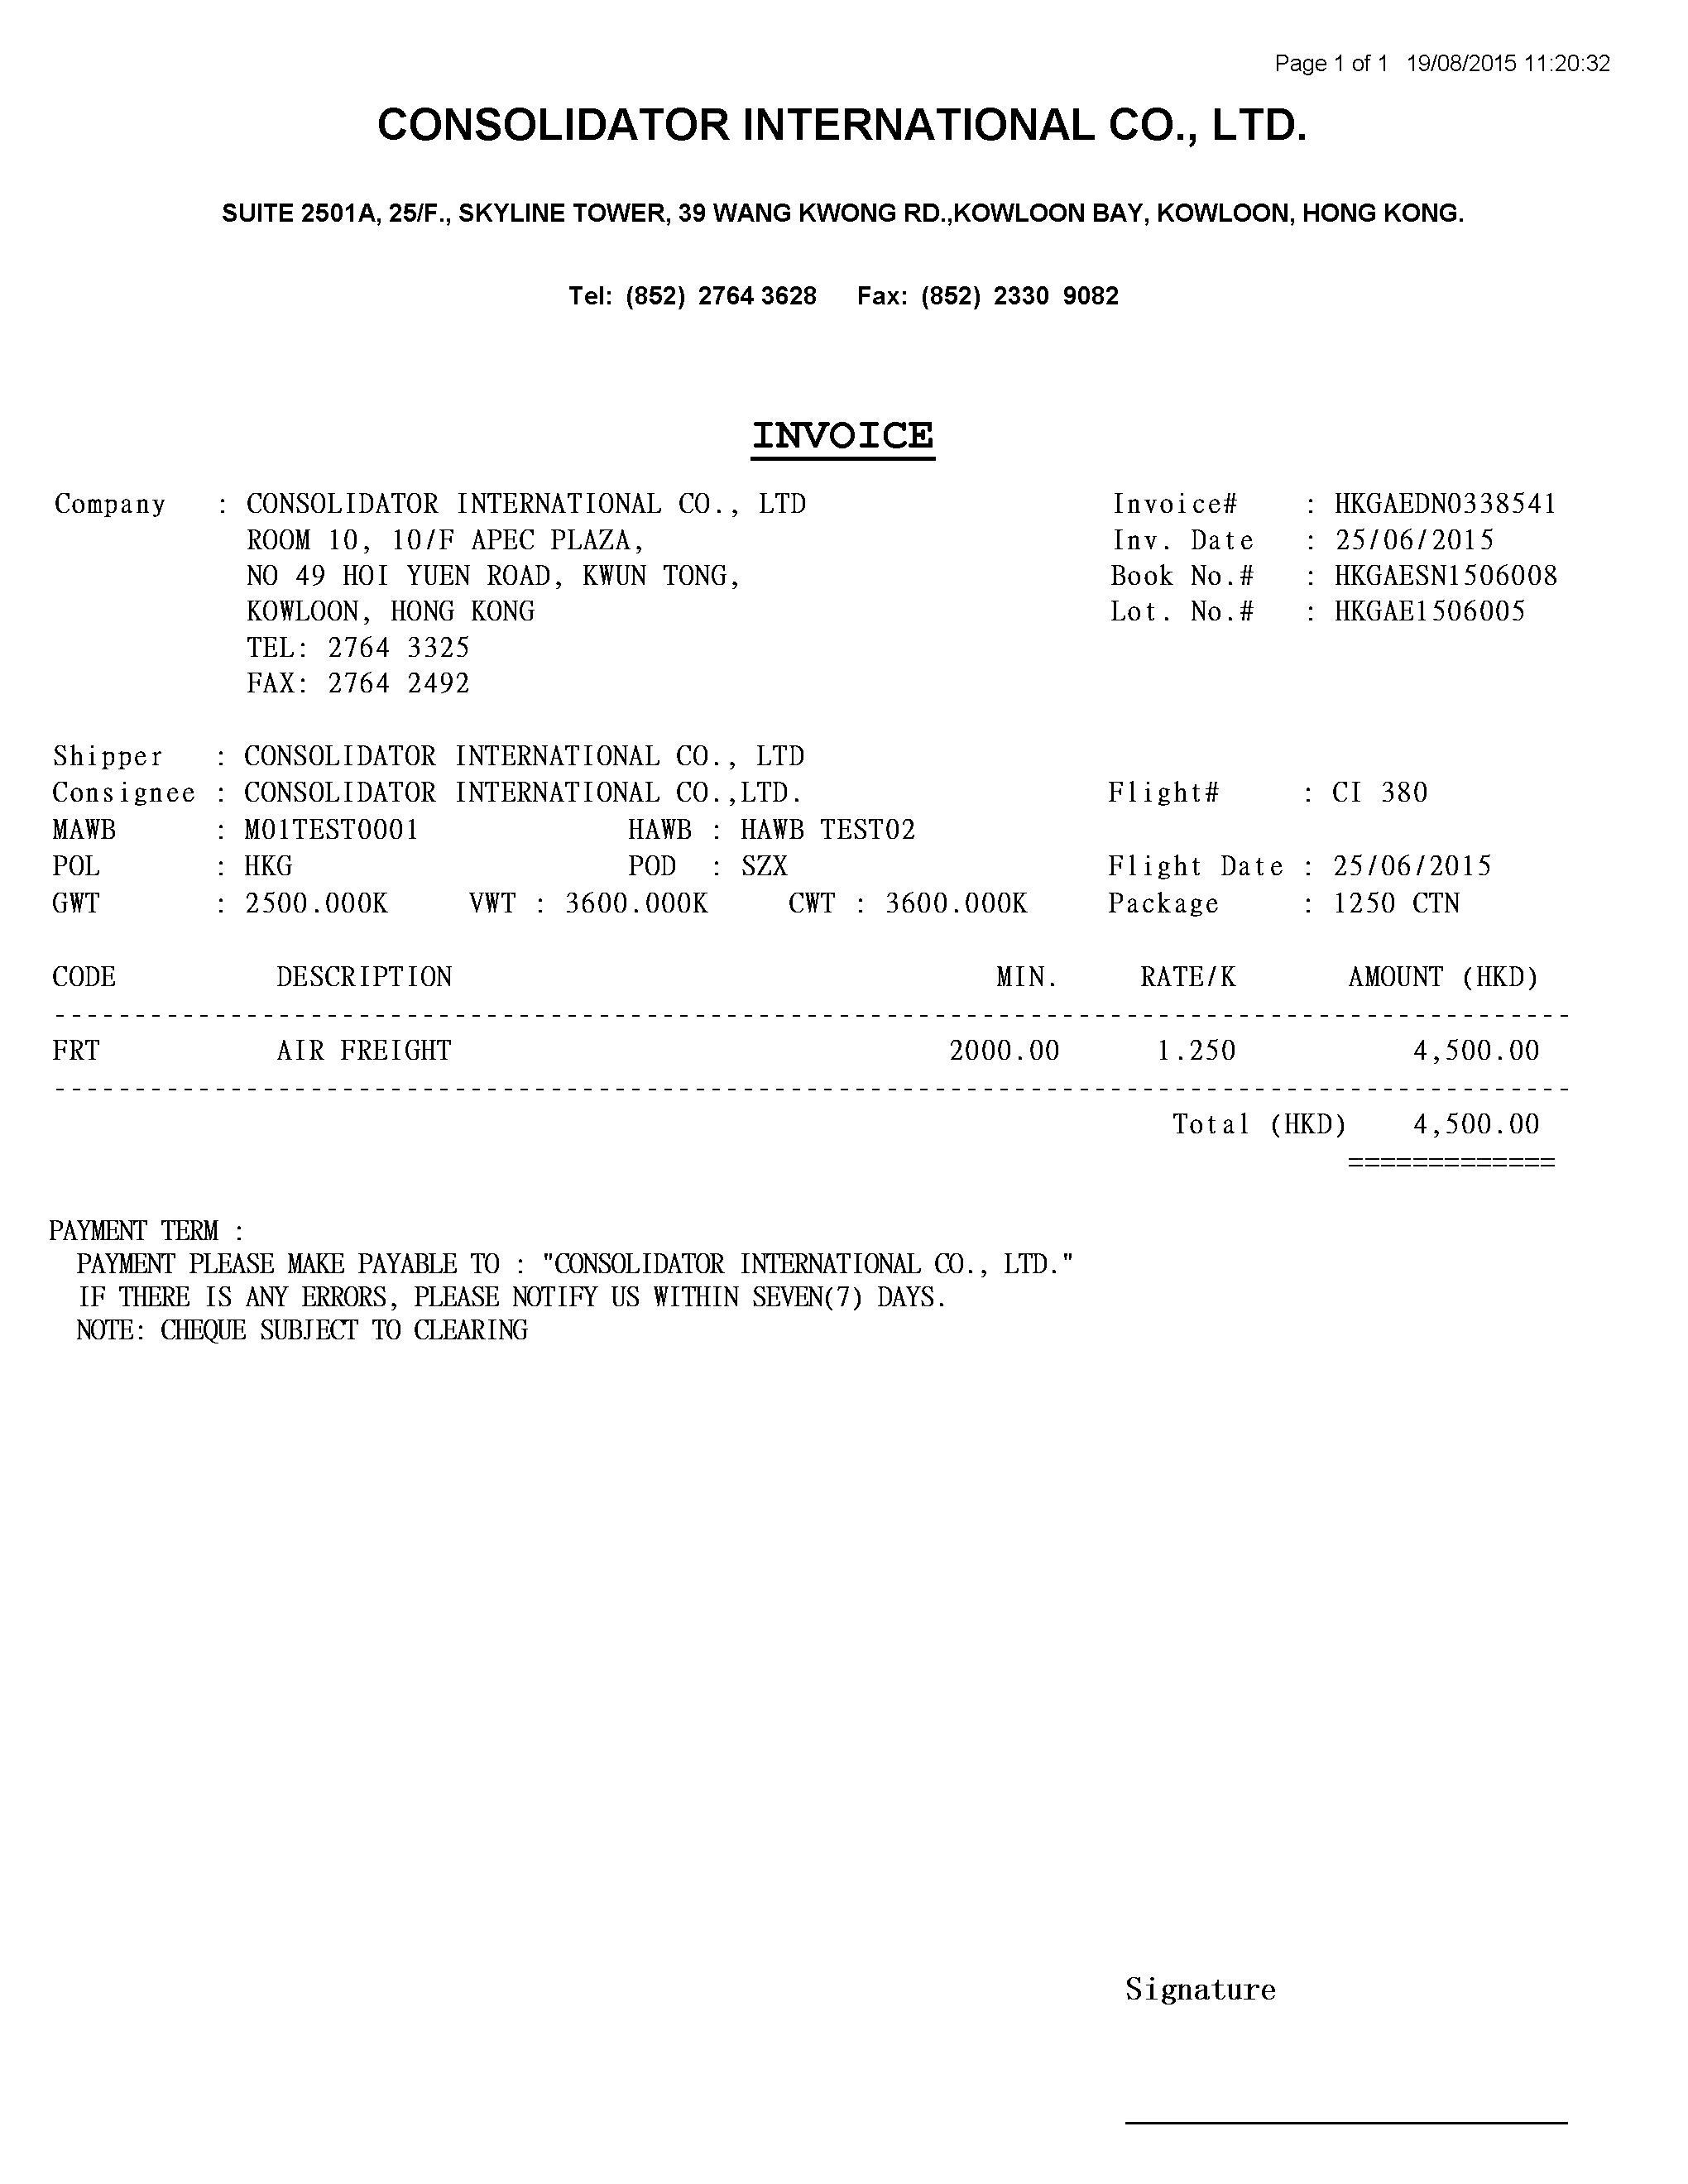 Page 1 of 1 19/08/2015 11:20:32
CONSOLIDATOR INTERNATIONAL CO., LTD.
SUITE 2501A, 25/F., SKYLINE TOWER, 39 WANG KWONG RD.,KOWLOON BAY, KOWLOON, HONG KONG.
Tel: (852) 2764 3628 Fax: (852) 2330 9082
INVOICE
Company : CONSOLIDATOR INTERNATIONAL CO., LTD Invoice# : HKGAEDN0338541
ROOM 10, 10/F APEC PLAZA, Inv. Date : 25/06/2015
NO 49 HOI YUEN ROAD, KWUN TONG, Book No.# : HKGAESN1506008
KOWLOON, HONG KONG Lot. No.# : HKGAE1506005
TEL: 2764 3325
FAX: 2764 2492
Shipper : CONSOLIDATOR INTERNATIONAL CO., LTD
Consignee : CONSOLIDATOR INTERNATIONAL CO.,LTD. Flight# : CI 380
MAWB : M01TEST0001 HAWB : HAWB TEST02
POL : HKG POD : SZX Flight Date : 25/06/2015
GWT : 2500.000K VWT : 3600.000K CWT : 3600.000K Package : 1250 CTN
CODE DESCRIPTION MIN. RATE/K AMOUNT (HKD)
FRT AIR FREIGHT 2000.00 1.250 4,500.00
Total (HKD) 4,500.00
PAYMENT TERM :
PAYMENT PLEASE MAKE PAYABLE TO : "CONSOLIDATOR INTERNATIONAL CO., LTD."
IF THERE IS ANY ERRORS, PLEASE NOTIFY US WITHIN SEVEN(7) DAYS.
NOTE: CHEQUE SUBJECT TO CLEARING
Signature